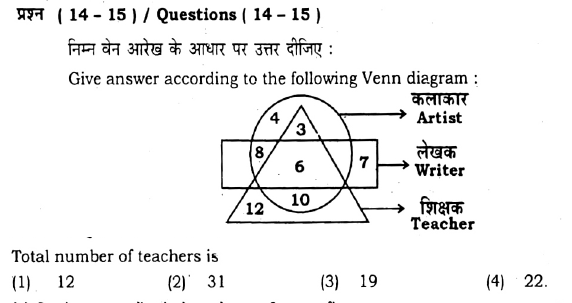 प्रश्न ( 14 – 15 ) / Questions ( 14 – 15 )
निम्न वेन आरेख के आधार पर उत्तर दीजिए :
Give answer according to the following Venn diagram :
कलाकार
Artist
4
3
8
6
7
लेखक
Writer
12
10
शिक्षक
Teacher
Total number of teachers is
(1) 12 (2) 31 (3) 19 (4) 22.